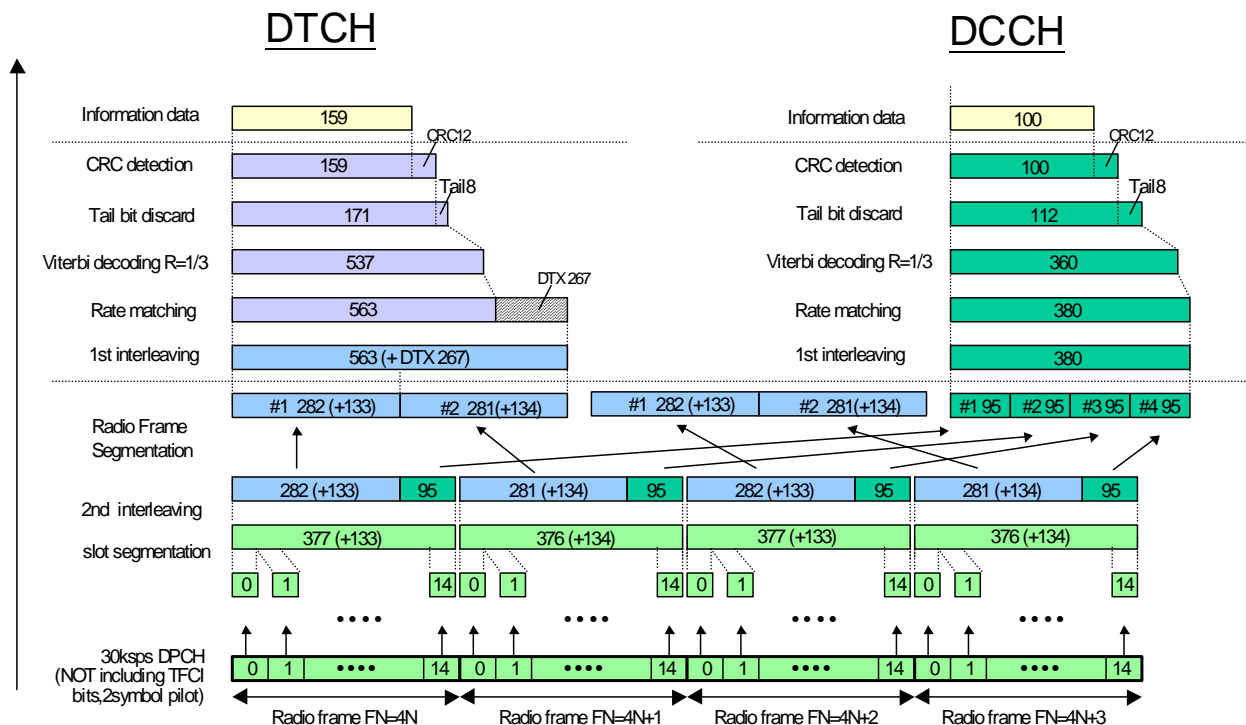 DTCH
DCCH
Information data
159
Information data
100
CRC12
CRC12
CRC detection
159
CRC detection
100
Tail8
Tail8
Tail bit discard
171
Tail bit discard
112
Viterbi decoding R=1/3
537
Viterbi decoding R=1/3
360
DTX 267
Rate matching
563
Rate matching
380
1st interleaving
563 (+ DTX 267)
1st interleaving
380
#1 282 (+133)
#2 281(+134)
#1 282 (+133)
#2 281(+134)
#1 95
#2 95
#3 95
#4 95
Radio Frame
Segmentation
282 (+133)
95
281 (+134)
95
282 (+133)
95
281 (+134)
95
2nd interleaving
slot segmentation
377 (+133)
376 (+134)
377 (+133)
376 (+134)
0 1 14 0 1 14 0 1 14 0 1 14
•••• •••• •••• ••••
30ksps DPCH
(NOT including TFCI
bits,2symbol pilot)
0 1 •••• 14 0 1 •••• 14 0 1 •••• 14 0 1 •••• 14
Radio frame FN=4N
Radio frame FN=4N+1
Radio frame FN=4N+2
Radio frame FN=4N+3